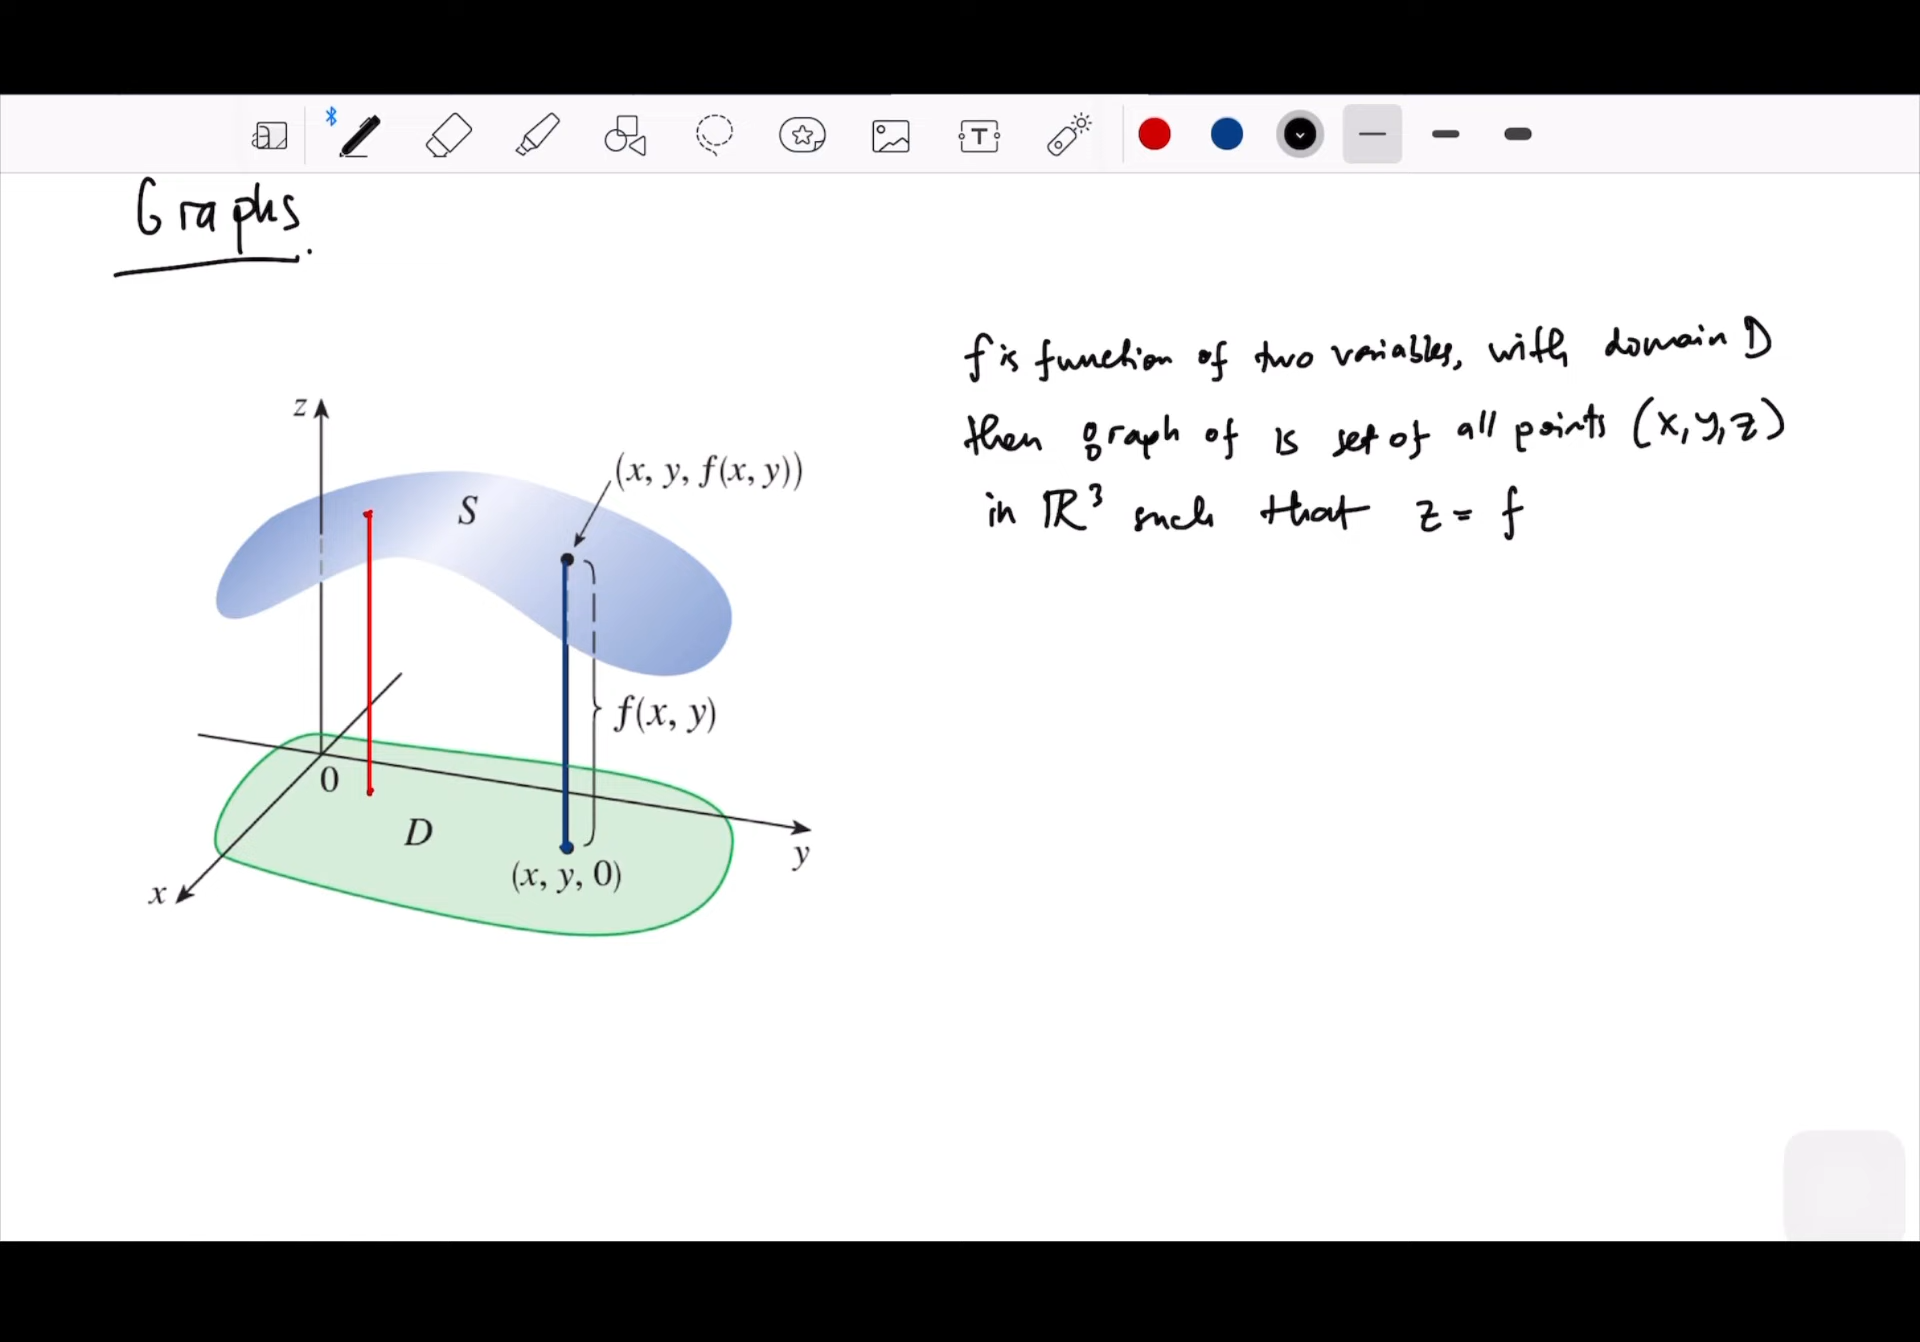 Graphs.
f is function of two variables, with domain D
then graph of is set of all points (x, y, z)
in ℝ³ such that z = f
z
S
(x, y, f(x, y))
f(x, y)
0
D
(x, y, 0)
x
y
T